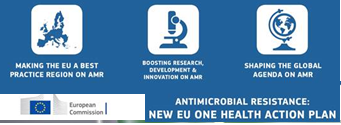 MAKING THE EU A BEST
PRACTICE REGION ON AMR
BOOSTING RESEARCH,
DEVELOPMENT &
INNOVATION ON AMR
SHAPING THE GLOBAL
AGENDA ON AMR
European
Commission
ANTIMICROBIAL RESISTANCE:
NEW EU ONE HEALTH ACTION PLAN